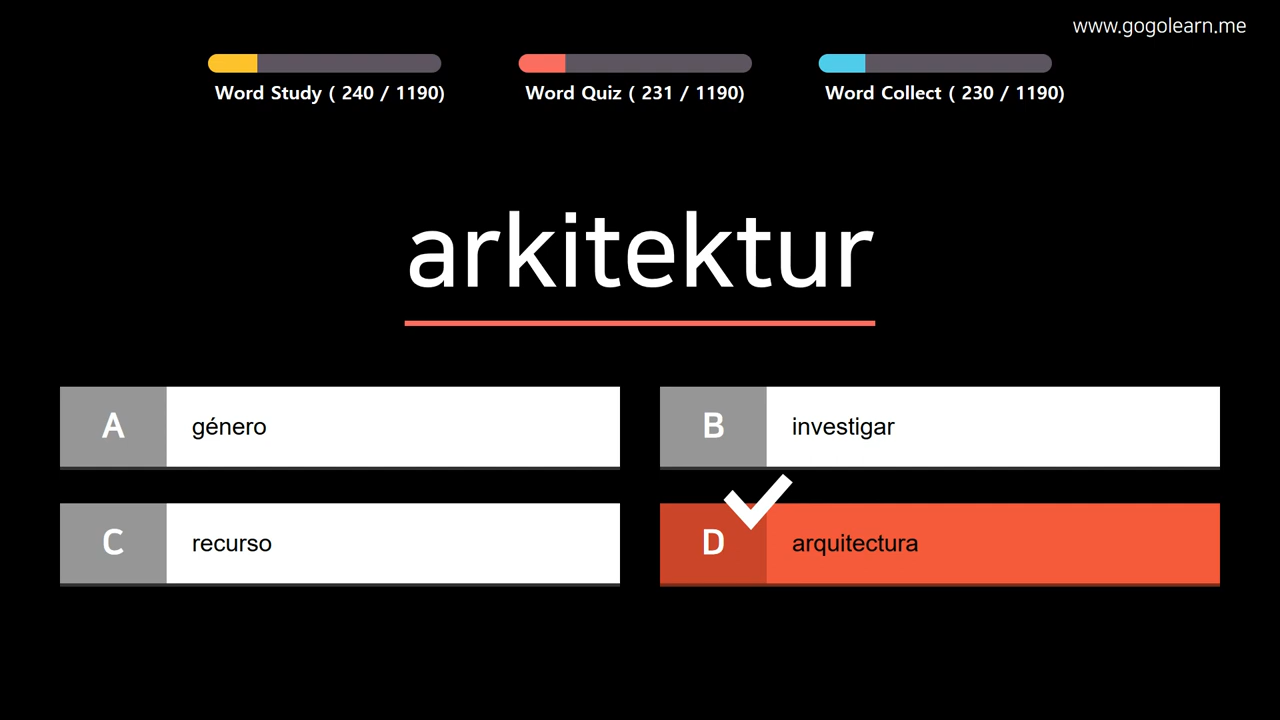 www.gogolearn.me
Word Study ( 240 / 1190)
Word Quiz ( 231 / 1190)
Word Collect ( 230 / 1190)
arkitektur
A género
B investigar
C recurso
D arquitectura